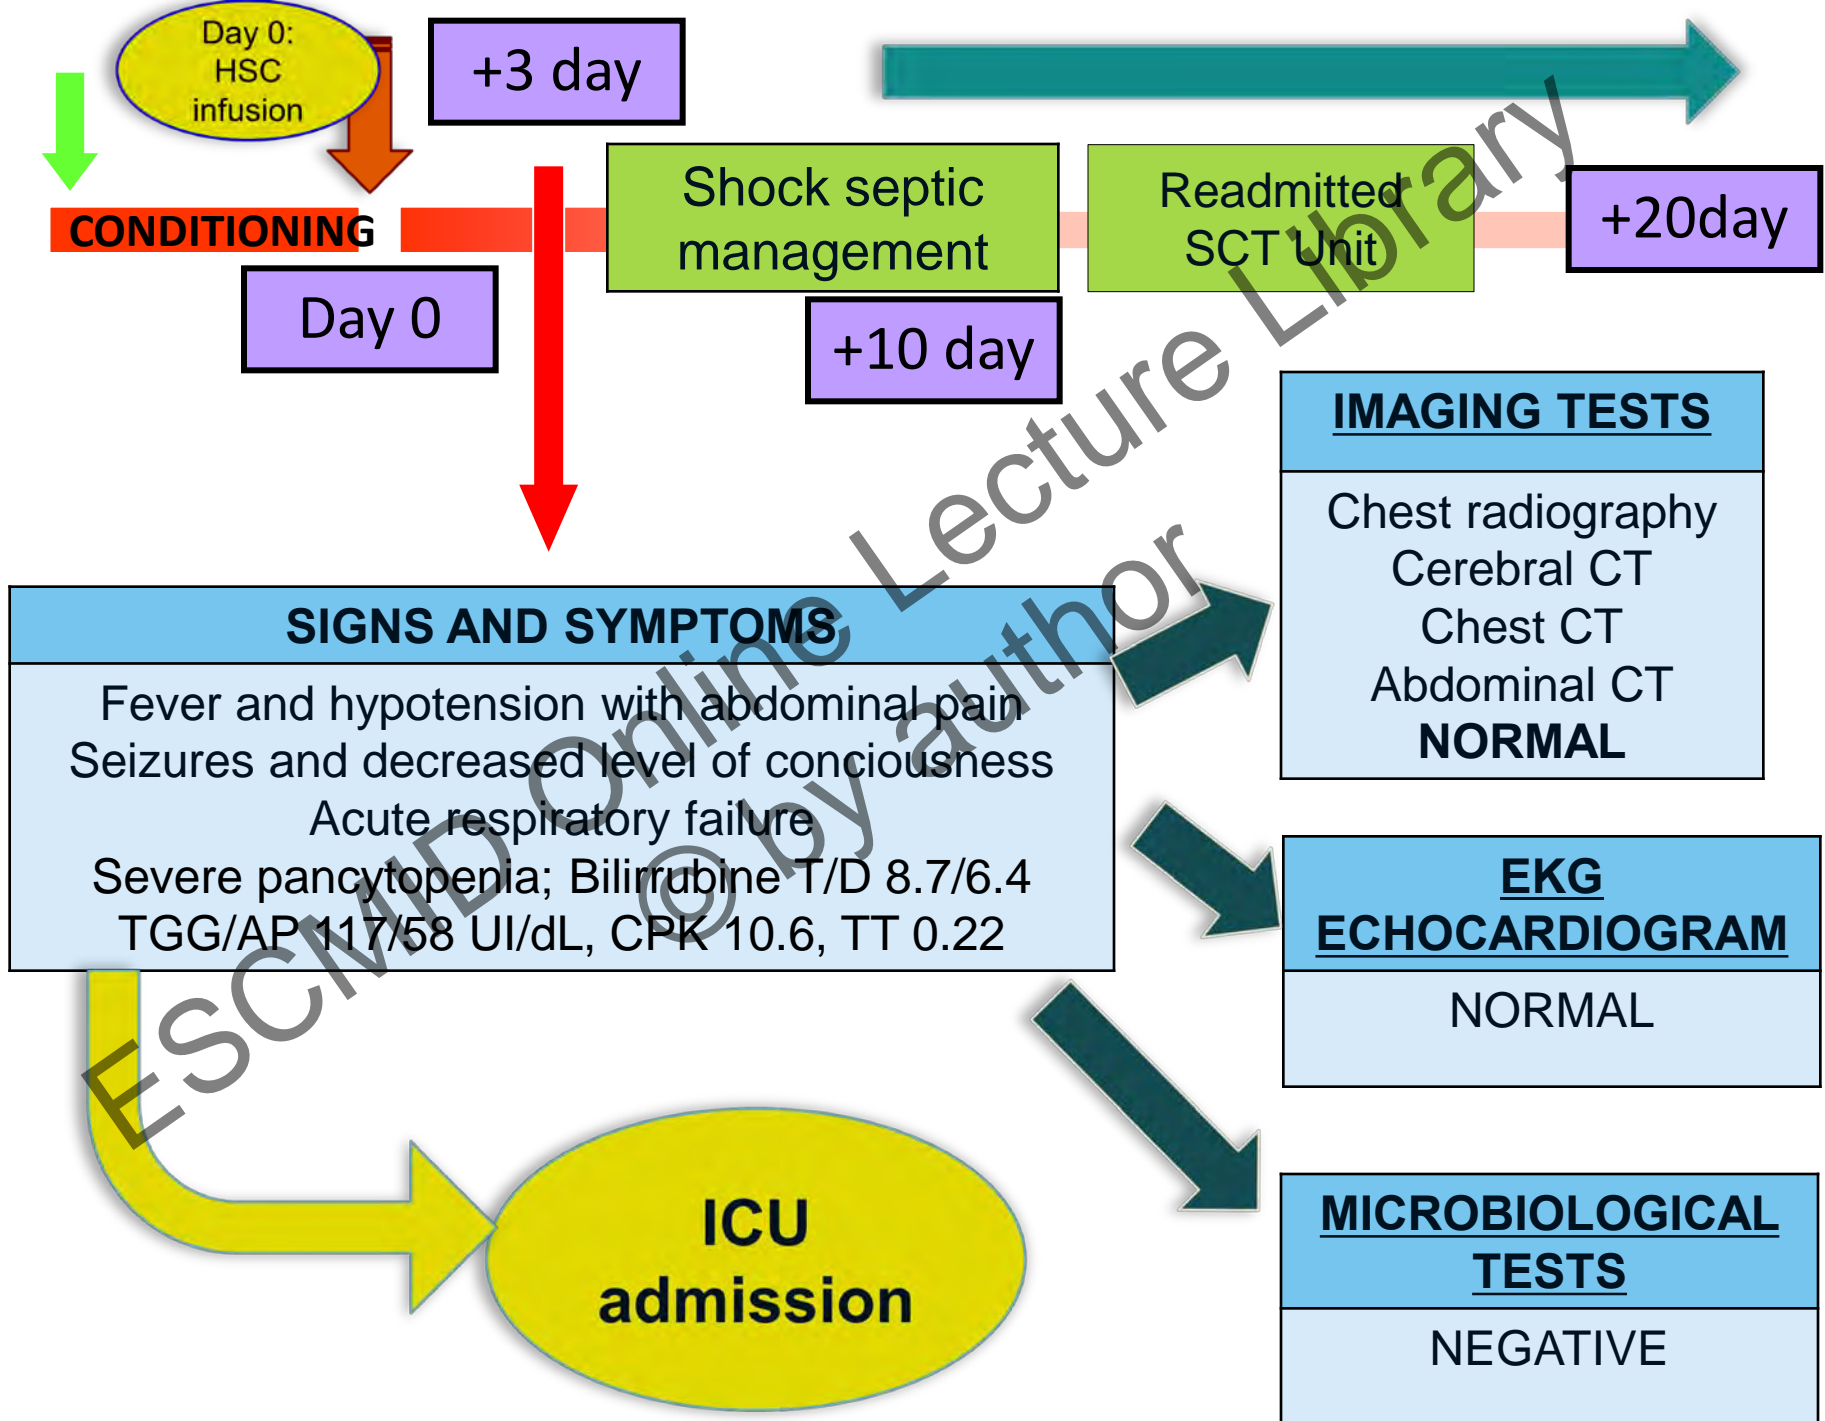 Day 0:
HSC
infusion
+3 day
CONDITIONING
Shock septic
management
Readmitted
SCT Unit
+20day
Day 0
+10 day
SIGNS AND SYMPTOMS
Fever and hypotension with abdominal pain
Seizures and decreased level of conciousness
Acute respiratory failure
Severe pancytopenia; Bilirrubine T/D 8.7/6.4
TGG/AP 117/58 UI/dL, CPK 10.6, TT 0.22
IMAGING TESTS
Chest radiography
Cerebral CT
Chest CT
Abdominal CT
NORMAL
EKG
ECHOCARDIOGRAM
NORMAL
MICROBIOLOGICAL
TESTS
NEGATIVE
ICU
admission
ESCMID Online Lecture Library
© by author